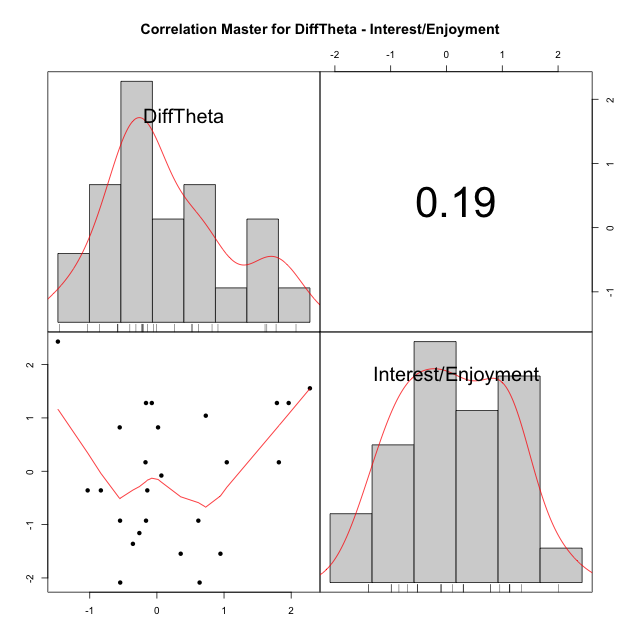 Correlation Master for DiffTheta - Interest/Enjoyment
-2 -1 0 1 2
DiffTheta
0.19
2
1
0
-1
Interest/Enjoyment
2
1
0
-1
-2
-1 0 1 2